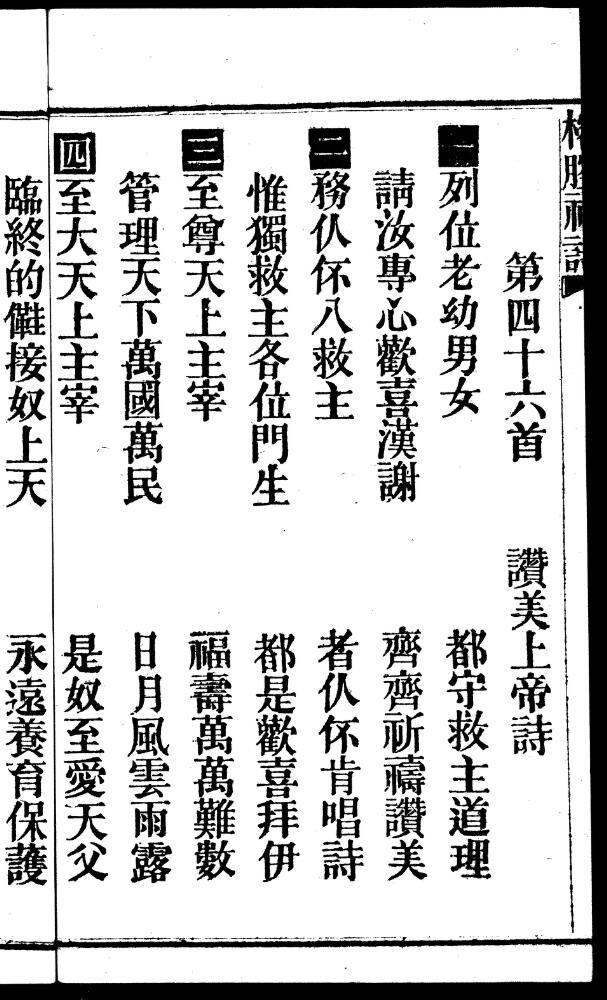 榕腔神詩
第四十六首 讚美上帝詩
一 列位老幼男女 都守救主道理
請汝專心歡喜漢謝 齊齊祈禱讚美
二 務仈伓八救主 者仈伓肯唱詩
惟獨救主各位門生 都是歡喜拜伊
三 至尊天上主宰 福壽萬萬難數
管理天下萬國萬民 日月風雲雨露
四 至大天上主宰 是奴至愛天父
臨終的接奴上天 永遠養育保護